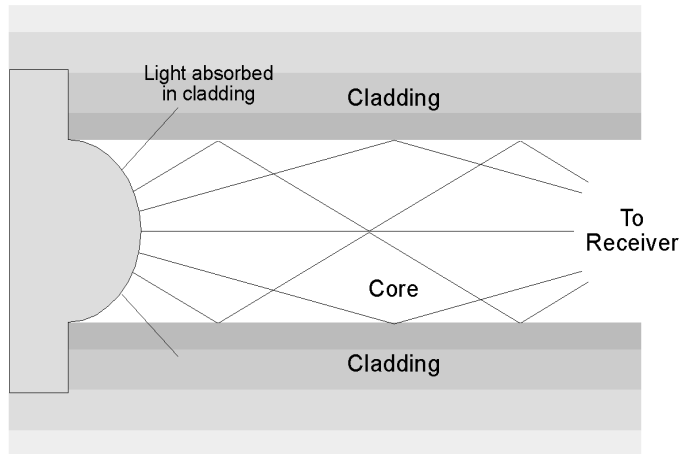 Light absorbed
in cladding
Cladding
To
Receiver
Core
Cladding